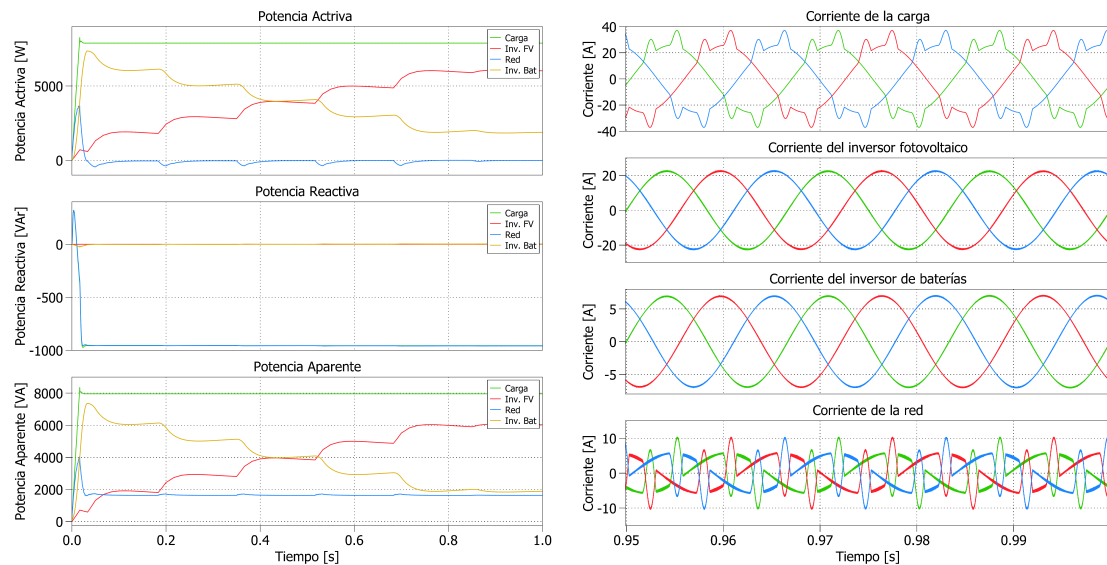 Potencia Activa
Potencia Actriva [W]
5000
0
Carga
Inv. FV
Red
Inv. Bat
Potencia Reactiva
Potencia Reactiva [VAr]
0
-500
-1000
Carga
Inv. FV
Red
Inv. Bat
Potencia Aparente
Potencia Aparente [VA]
8000
6000
4000
2000
0
Carga
Inv. FV
Red
Inv. Bat
0.0 0.2 0.4 0.6 0.8 1.0
Tiempo [s]
Corriente de la carga
Corriente [A]
40
20
0
-20
-40
Corriente del inversor fotovoltaico
Corriente [A]
20
0
-20
Corriente del inversor de baterías
Corriente [A]
5
0
-5
Corriente de la red
Corriente [A]
10
0
-10
0.95 0.96 0.97 0.98 0.99
Tiempo [s]